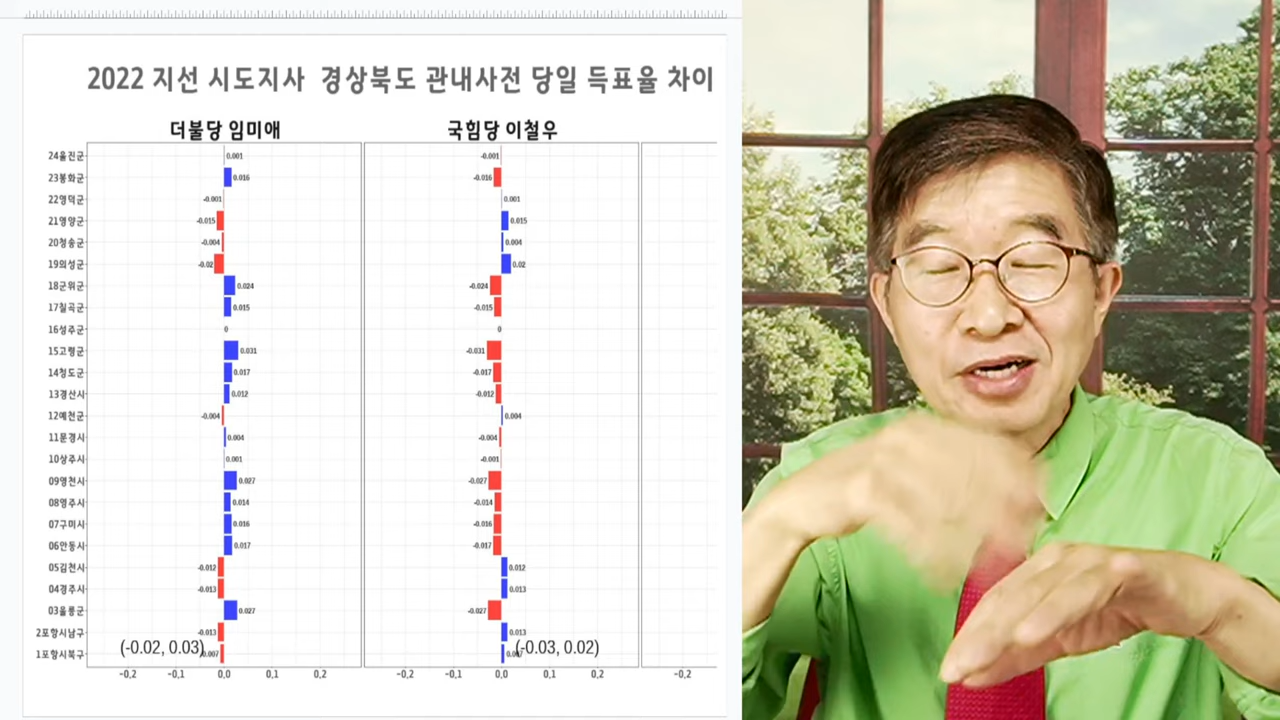 2022 지선 시도지사 경상북도 관내사전 당일 득표율 차이
더불당 임미애
국힘당 이철우
24울진군 0.001 -0.001
23봉화군 0.016 -0.016
22영덕군 -0.001 0.001
21영양군 -0.015 0.015
20청송군 -0.004 0.004
19의성군 -0.02 0.02
18군위군 0.024 -0.024
17칠곡군 0.015 -0.015
16성주군 0 0
15고령군 0.031 -0.031
14청도군 0.017 -0.017
13경산시 0.012 -0.012
12예천군 -0.004 0.004
11문경시 0.004 -0.004
10상주시 0.001 -0.001
09영천시 0.027 -0.027
08영주시 0.014 -0.014
07구미시 0.016 -0.016
06안동시 0.017 -0.017
05김천시 -0.012 0.012
04경주시 -0.013 0.013
03울릉군 0.027 -0.027
2포항시남구 -0.013 0.013
1포항시북구
(-0.02, 0.03) (-0.03, 0.02)
-0.2 -0.1 0.0 0.1 0.2 -0.2 -0.1 0.0 0.1 0.2 -0.2